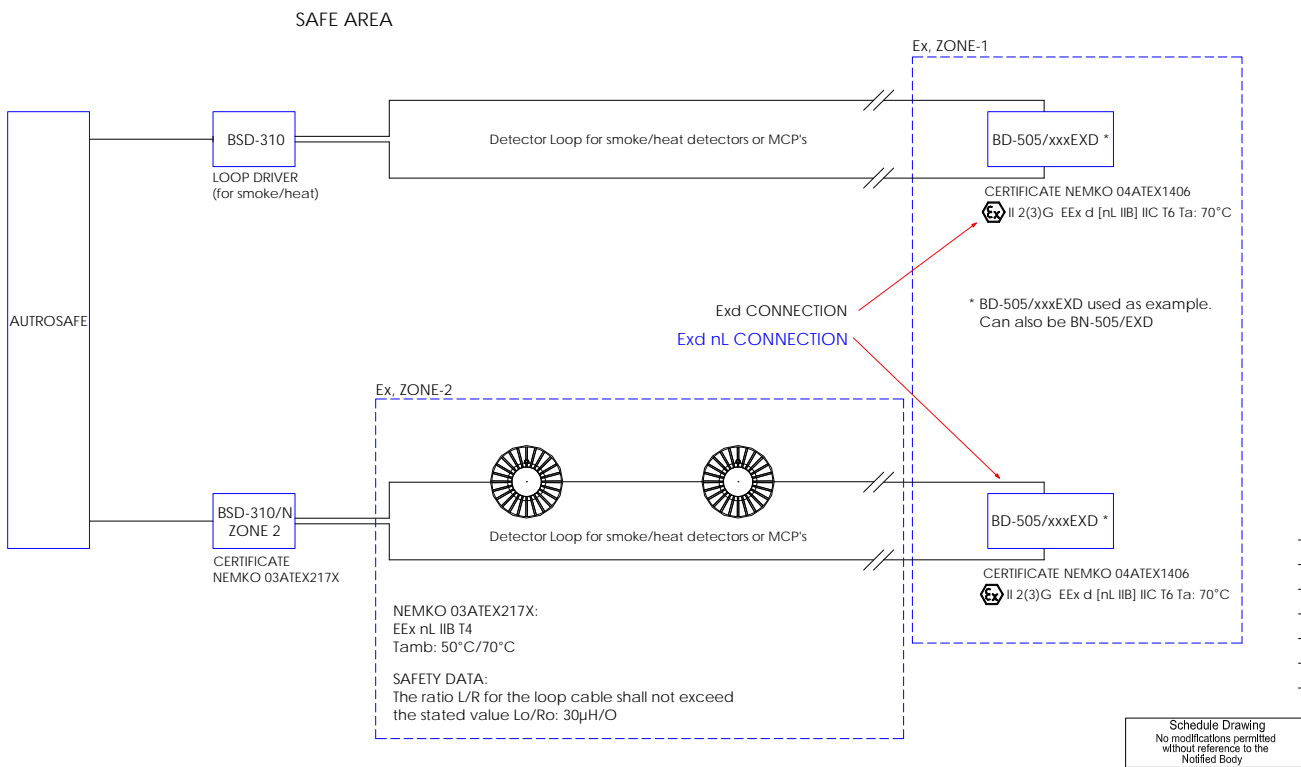 SAFE AREA
Ex, ZONE-1
BSD-310
LOOP DRIVER
(for smoke/heat)
Detector Loop for smoke/heat detectors or MCP's
BD-505/xxxEXD *
CERTIFICATE NEMKO 04ATEX1406
Ex II 2(3)G EEx d [nL IIB] IIC T6 Ta: 70°C
AUTROSAFE
Exd CONNECTION
Exd nL CONNECTION
* BD-505/xxxEXD used as example.
Can also be BN-505/EXD
Ex, ZONE-2
BSD-310/N
ZONE 2
CERTIFICATE
NEMKO 03ATEX217X
Detector Loop for smoke/heat detectors or MCP's
BD-505/xxxEXD *
CERTIFICATE NEMKO 04ATEX1406
Ex II 2(3)G EEx d [nL IIB] IIC T6 Ta: 70°C
NEMKO 03ATEX217X:
EEx nL IIB T4
Tamb: 50°C/70°C
SAFETY DATA:
The ratio L/R for the loop cable shall not exceed
the stated value Lo/Ro: 30µH/O
Schedule Drawing
No modifications permitted
without reference to the
Notified Body